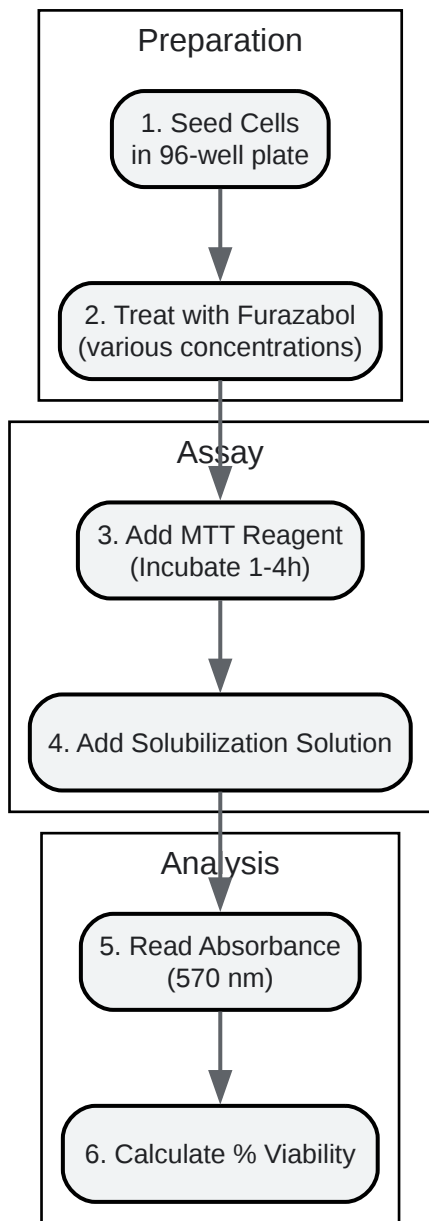 Preparation
1. Seed Cells
in 96-well plate
2. Treat with Furazabol
(various concentrations)
Assay
3. Add MTT Reagent
(Incubate 1-4h)
4. Add Solubilization Solution
Analysis
5. Read Absorbance
(570 nm)
6. Calculate % Viability